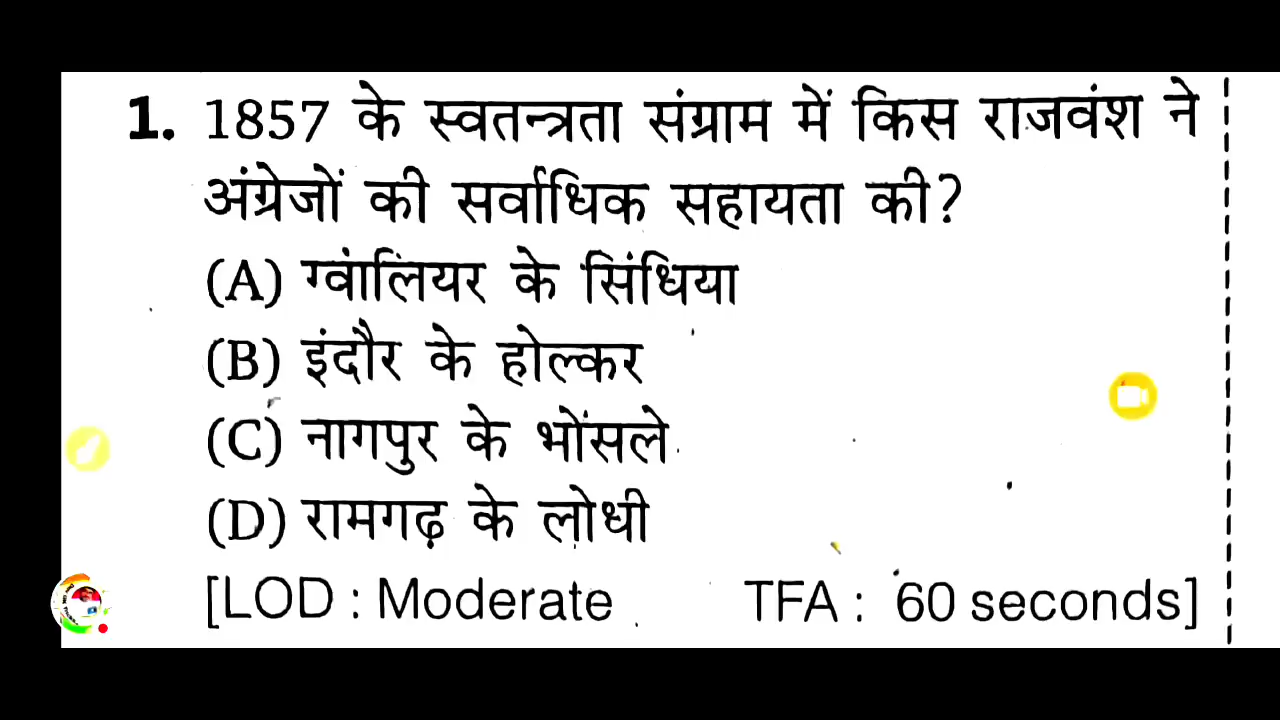 1. 1857 के स्वतन्त्रता संग्राम में किस राजवंश ने
अंग्रेजों की सर्वाधिक सहायता की?
(A) ग्वालियर के सिंधिया
(B) इंदौर के होल्कर
(C) नागपुर के भोंसले
(D) रामगढ़ के लोधी
[LOD : Moderate TFA : 60 seconds]